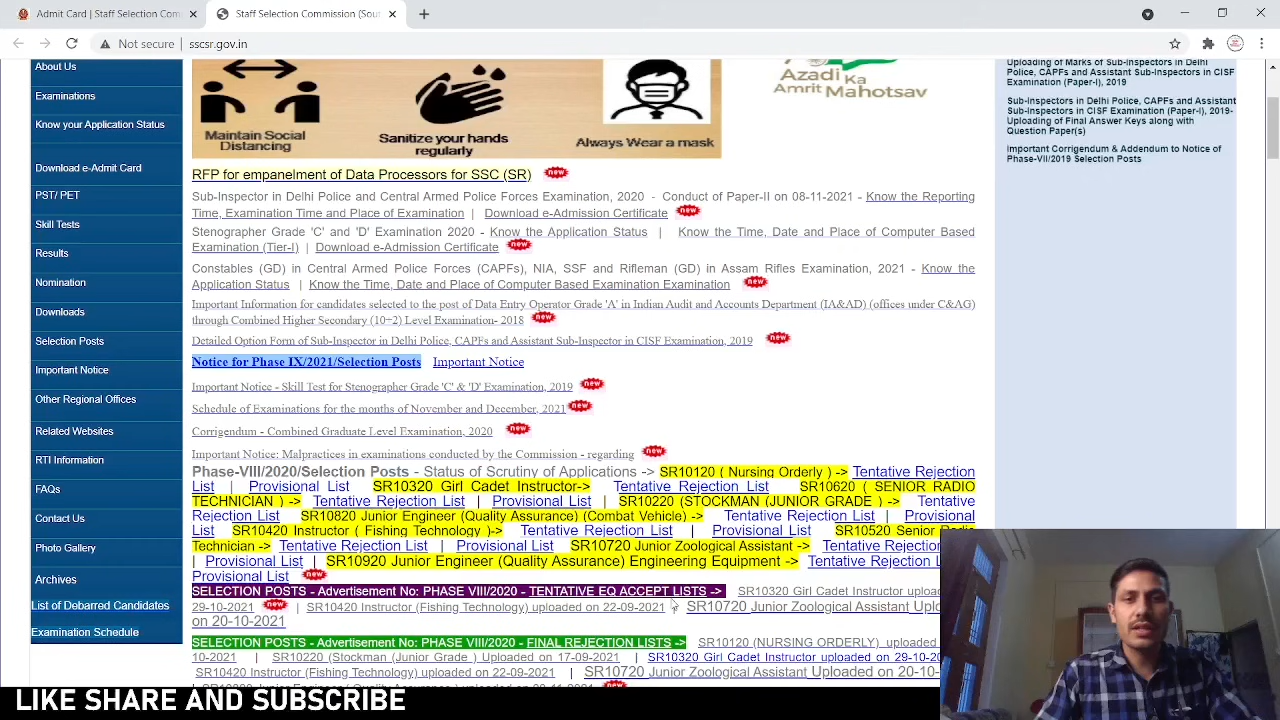 Admit Card | Staff Selection Com
Staff Selection Commission (Sout
Not secure
ssrsr.gov.in
About Us
Examinations
Know your Application Status
Download e-Admit Card
PST/ PET
Skill Tests
Results
Nomination
Downloads
Selection Posts
Important Notice
Other Regional Offices
Related Websites
RTI Information
FAQs
Contact Us
Photo Gallery
Archives
List of Debarred Candidates
Examination Schedule
Maintain Social
Distancing
Sanitize your hands
regularly
Always Wear a mask
Azadi Ka
Amrit Mahotsav
RFP for empanelment of Data Processors for SSC (SR) new
Sub-Inspector in Delhi Police and Central Armed Police Forces Examination, 2020 - Conduct of Paper-II on 08-11-2021 - Know the Reporting
Time, Examination Time and Place of Examination | Download e-Admission Certificate new
Stenographer Grade 'C' and 'D' Examination 2020 - Know the Application Status | Know the Time, Date and Place of Computer Based
Examination (Tier-I) | Download e-Admission Certificate new
Constables (GD) in Central Armed Police Forces (CAPFs), NIA, SSF and Rifleman (GD) in Assam Rifles Examination, 2021 - Know the
Application Status | Know the Time, Date and Place of Computer Based Examination Examination new
Important Information for candidates selected to the post of Data Entry Operator Grade 'A' in Indian Audit and Accounts Department (IA&AD) (offices under C&AG)
through Combined Higher Secondary (10+2) Level Examination- 2018 new
Detailed Option Form of Sub-Inspector in Delhi Police, CAPFs and Assistant Sub-Inspector in CISF Examination, 2019 new
Notice for Phase IX/2021/Selection Posts Important Notice
Important Notice - Skill Test for Stenographer Grade 'C' & 'D' Examination, 2019 new
Schedule of Examinations for the months of November and December, 2021 new
Corrigendum - Combined Graduate Level Examination, 2020 new
Important Notice: Malpractices in examinations conducted by the Commission - regarding new
Phase-VIII/2020/Selection Posts - Status of Scrutiny of Applications -> SR10120 ( Nursing Orderly ) -> Tentative Rejection
List | Provisional List SR10320 Girl Cadet Instructor-> Tentative Rejection List SR10620 ( SENIOR RADIO
TECHNICIAN ) -> Tentative Rejection List | Provisional List | SR10220 (STOCKMAN (JUNIOR GRADE ) -> Tentative
Rejection List SR10820 Junior Engineer (Quality Assurance) (Combat Vehicle) -> Tentative Rejection List | Provisional
List SR10420 Instructor ( Fishing Technology )-> Tentative Rejection List | Provisional List SR10520 Senior Radio
Technician -> Tentative Rejection List | Provisional List SR10720 Junior Zoological Assistant -> Tentative
| Provisional List | SR10920 Junior Engineer (Quality Assurance) Engineering Equipment -> Tentative Rejection
Provisional List new
SELECTION POSTS - Advertisement No: PHASE VIII/2020 - TENTATIVE EQ ACCEPT LISTS -> SR10320 Girl Cadet Instructor uploaded
29-10-2021 new | SR10420 Instructor (Fishing Technology) uploaded on 22-09-2021 SR10720 Junior Zoological Assistant
on 20-10-2021
SELECTION POSTS - Advertisement No: PHASE VIII/2020 - FINAL REJECTION LISTS -> SR10120 (NURSING ORDERLY) uploaded
10-2021 | SR10220 (Stockman (Junior Grade ) Uploaded on 17-09-2021 | SR10320 Girl Cadet Instructor uploaded on 29-10-20
SR10420 Instructor (Fishing Technology) uploaded on 22-09-2021 | SR10720 Junior Zoological Assistant Uploaded on 20-10-
Uploading of Marks of Sub-Inspectors in Delhi
Police, CAPFs and Assistant Sub-Inspectors in CISF
Examination (Paper-I), 2019
Sub-Inspectors in Delhi Police, CAPFs and Assistant
Sub-Inspectors in CISF Examination (Paper-I), 2019-
Uploading of Final Answer Keys along with
Question Paper(s)
Important Corrigendum & Addendum to Notice of
Phase-VII/2019 Selection Posts
LIKE SHARE AND SUBSCRIBE